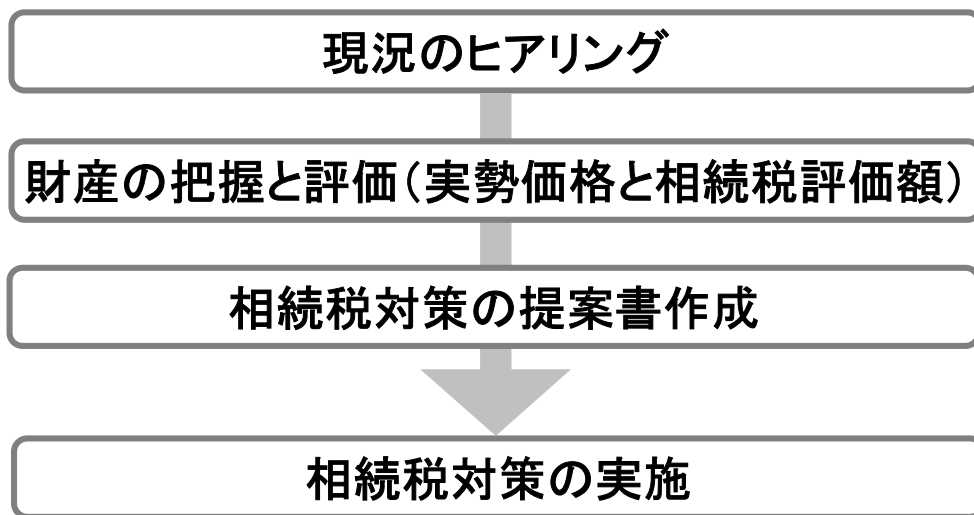 現況のヒアリング
財産の把握と評価（実勢価格と相続税評価額）
相続税対策の提案書作成
相続税対策の実施